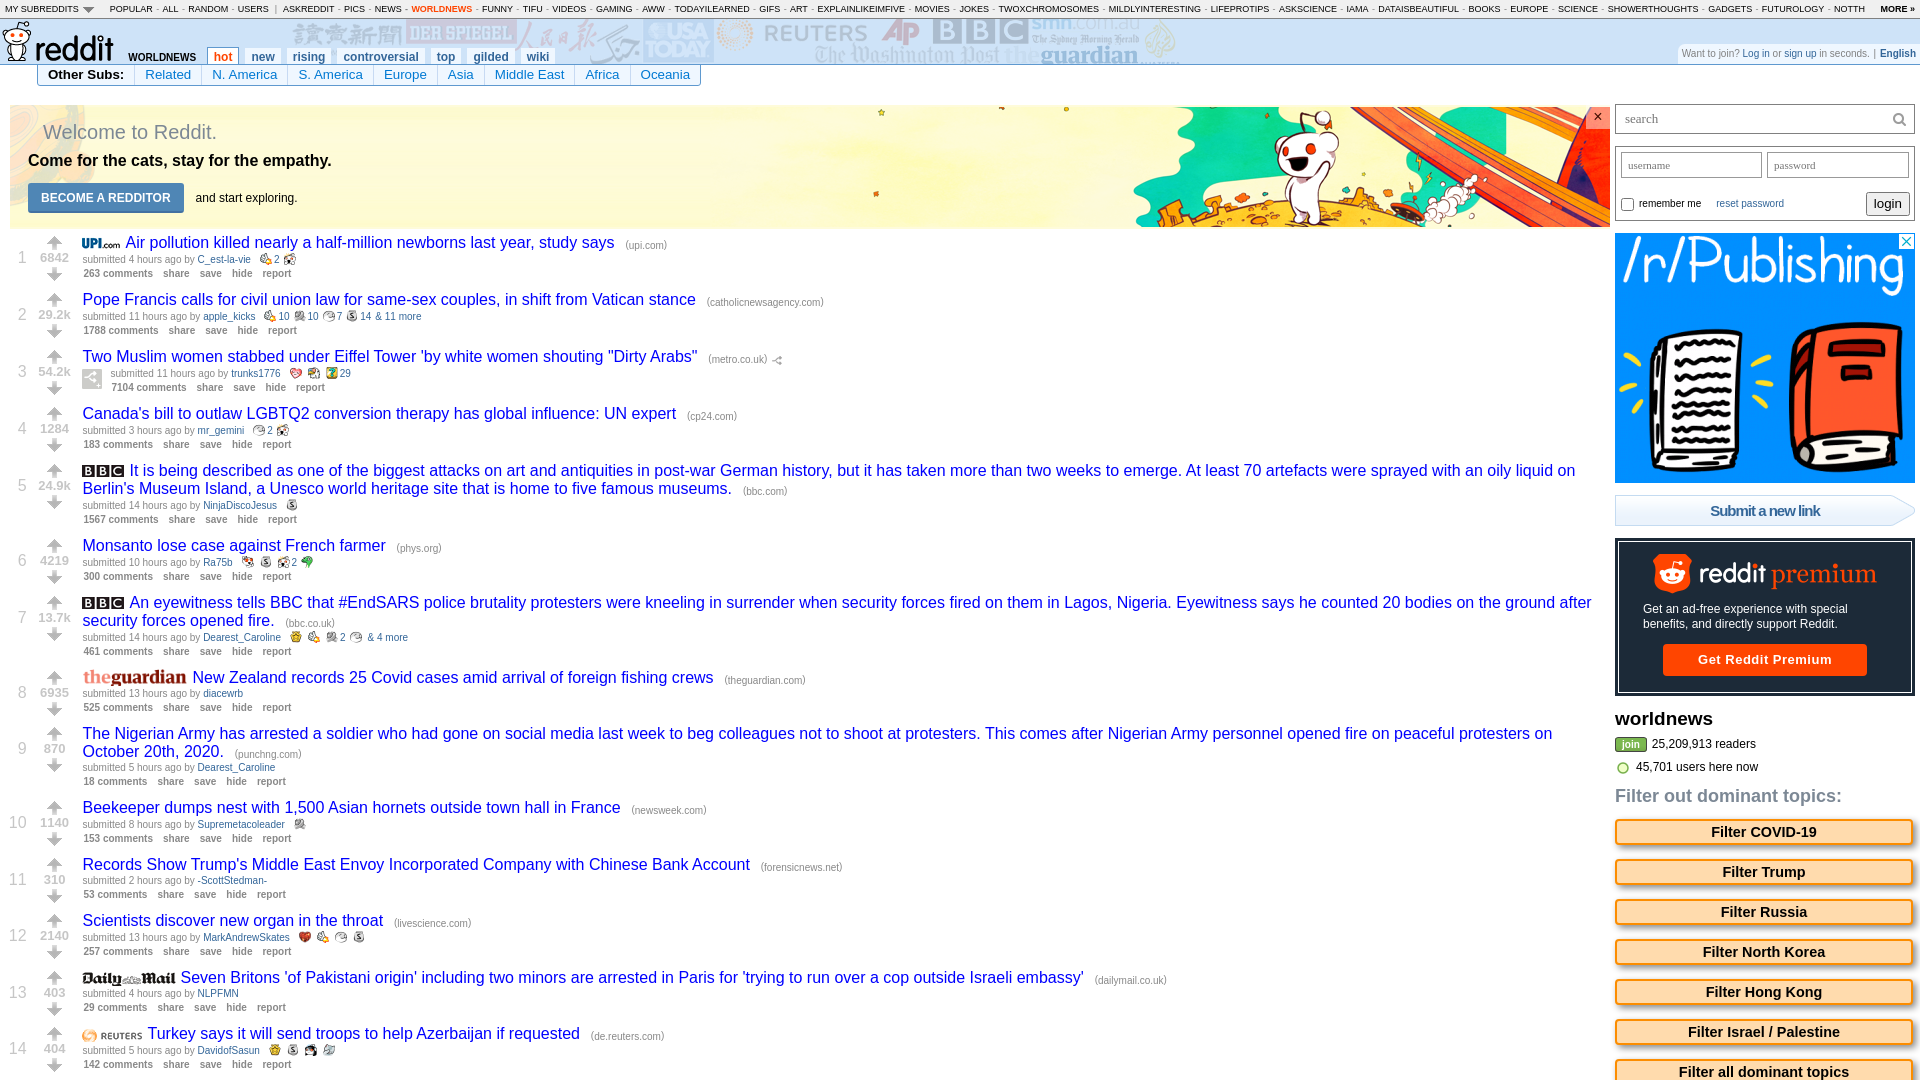 MY SUBREDDITS POPULAR - ALL - RANDOM - USERS | ASKREDDIT - PICS - NEWS - WORLDNEWS - FUNNY - TIFU - VIDEOS - GAMING - AWW - TODAYILEARNED - GIFS - ART - EXPLAINLIKEIMFIVE - MOVIES - JOKES - TWOXCHROMOSOMES - MILDLYINTERESTING - LIFEPROTIPS - ASKSCIENCE - IAMA - DATAISBEAUTIFUL - BOOKS - EUROPE - SCIENCE - SHOWERTHOUGHTS - GADGETS - FUTUROLOGY - NOTTH MORE »
reddit WORLDNEWS hot new rising controversial top gilded wiki
Want to join? Log in or sign up in seconds. | English
Other Subs: Related N. America S. America Europe Asia Middle East Africa Oceania
Welcome to Reddit.
Come for the cats, stay for the empathy.
BECOME A REDDITOR and start exploring.
×
1 6842 UPI.com Air pollution killed nearly a half-million newborns last year, study says (upi.com)
submitted 4 hours ago by C_est-la-vie 2
263 comments share save hide report
2 29.2k Pope Francis calls for civil union law for same-sex couples, in shift from Vatican stance (catholicnewsagency.com)
submitted 11 hours ago by apple_kicks 10 10 7 14 & 11 more
1788 comments share save hide report
3 54.2k Two Muslim women stabbed under Eiffel Tower 'by white women shouting "Dirty Arabs" (metro.co.uk)
submitted 11 hours ago by trunks1776 29
7104 comments share save hide report
4 1284 Canada's bill to outlaw LGBTQ2 conversion therapy has global influence: UN expert (cp24.com)
submitted 3 hours ago by mr_gemini 2
183 comments share save hide report
5 24.9k BBC It is being described as one of the biggest attacks on art and antiquities in post-war German history, but it has taken more than two weeks to emerge. At least 70 artefacts were sprayed with an oily liquid on
Berlin's Museum Island, a Unesco world heritage site that is home to five famous museums. (bbc.com)
submitted 14 hours ago by NinjaDiscoJesus
1567 comments share save hide report
6 4219 Monsanto lose case against French farmer (phys.org)
submitted 10 hours ago by Ra75b 2
300 comments share save hide report
7 13.7k BBC An eyewitness tells BBC that #EndSARS police brutality protesters were kneeling in surrender when security forces fired on them in Lagos, Nigeria. Eyewitness says he counted 20 bodies on the ground after
security forces opened fire. (bbc.co.uk)
submitted 14 hours ago by Dearest_Caroline 2 & 4 more
461 comments share save hide report
8 6935 theguardian New Zealand records 25 Covid cases amid arrival of foreign fishing crews (theguardian.com)
submitted 13 hours ago by diacewrb
525 comments share save hide report
9 870 The Nigerian Army has arrested a soldier who had gone on social media last week to beg colleagues not to shoot at protesters. This comes after Nigerian Army personnel opened fire on peaceful protesters on
October 20th, 2020. (punchng.com)
submitted 5 hours ago by Dearest_Caroline
18 comments share save hide report
10 1140 Beekeeper dumps nest with 1,500 Asian hornets outside town hall in France (newsweek.com)
submitted 8 hours ago by Supremetacoleader
153 comments share save hide report
11 310 Records Show Trump's Middle East Envoy Incorporated Company with Chinese Bank Account (forensicnews.net)
submitted 2 hours ago by -ScottStedman-
53 comments share save hide report
12 2140 Scientists discover new organ in the throat (livescience.com)
submitted 13 hours ago by MarkAndrewSkates
257 comments share save hide report
13 403 Daily Mail Seven Britons 'of Pakistani origin' including two minors are arrested in Paris for 'trying to run over a cop outside Israeli embassy' (dailymail.co.uk)
submitted 4 hours ago by NLPFMN
29 comments share save hide report
14 404 REUTERS Turkey says it will send troops to help Azerbaijan if requested (de.reuters.com)
submitted 5 hours ago by DavidofSasun
142 comments share save hide report
search
username password
remember me reset password login
/r/Publishing
Submit a new link
reddit premium
Get an ad-free experience with special
benefits, and directly support Reddit.
Get Reddit Premium
worldnews
join 25,209,913 readers
45,701 users here now
Filter out dominant topics:
Filter COVID-19
Filter Trump
Filter Russia
Filter North Korea
Filter Hong Kong
Filter Israel / Palestine
Filter all dominant topics